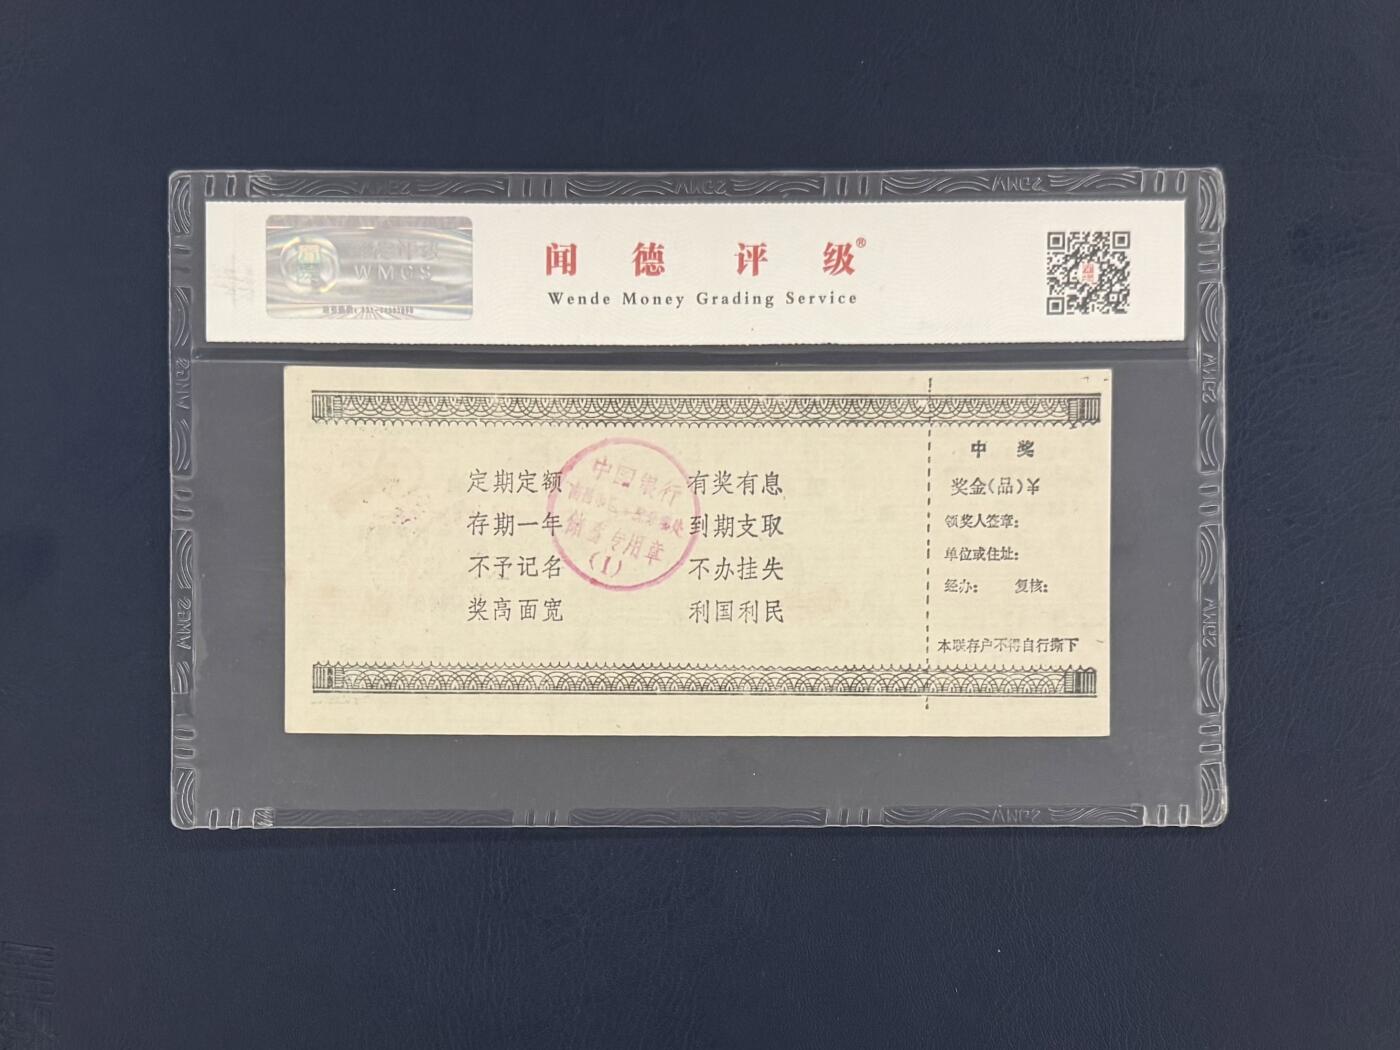 闻德评级®
Wende Money Grading Service
WMGS
定期定额 有奖有息
存期一年 到期支取
不予记名 不办挂失
奖高面宽 利国利民
中国银行
储蓄专用章
(1)
中奖
奖金(品)¥
领奖人签章:
单位或住址:
经办: 复核:
本联存户不得自行撕下